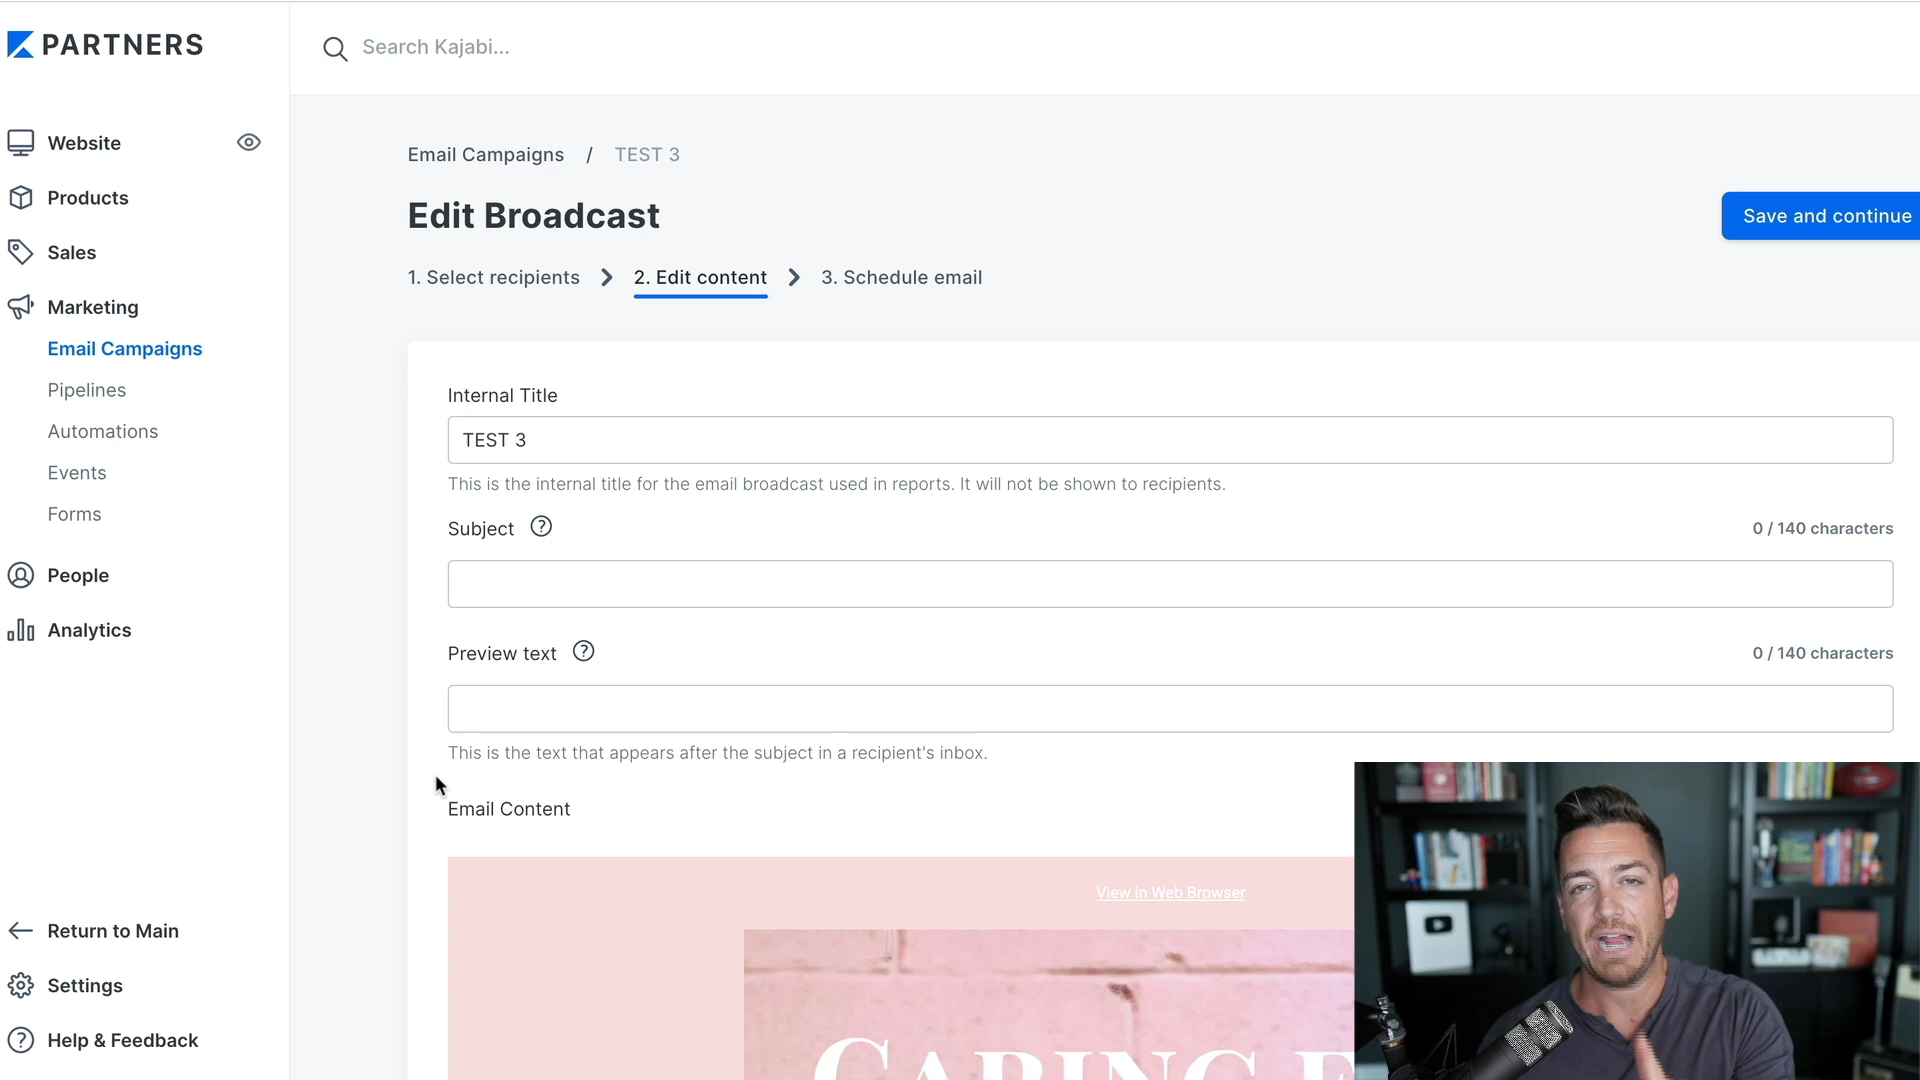 PARTNERS
Search Kajabi...
Website
Products
Sales
Marketing
Email Campaigns
Pipelines
Automations
Events
Forms
People
Analytics
Return to Main
Settings
Help & Feedback
Email Campaigns / TEST 3
Edit Broadcast
Save and continue
1. Select recipients
2. Edit content
3. Schedule email
Internal Title
TEST 3
This is the internal title for the email broadcast used in reports. It will not be shown to recipients.
Subject ?
0 / 140 characters
Preview text ?
0 / 140 characters
This is the text that appears after the subject in a recipient's inbox.
Email Content
View in Web Browser